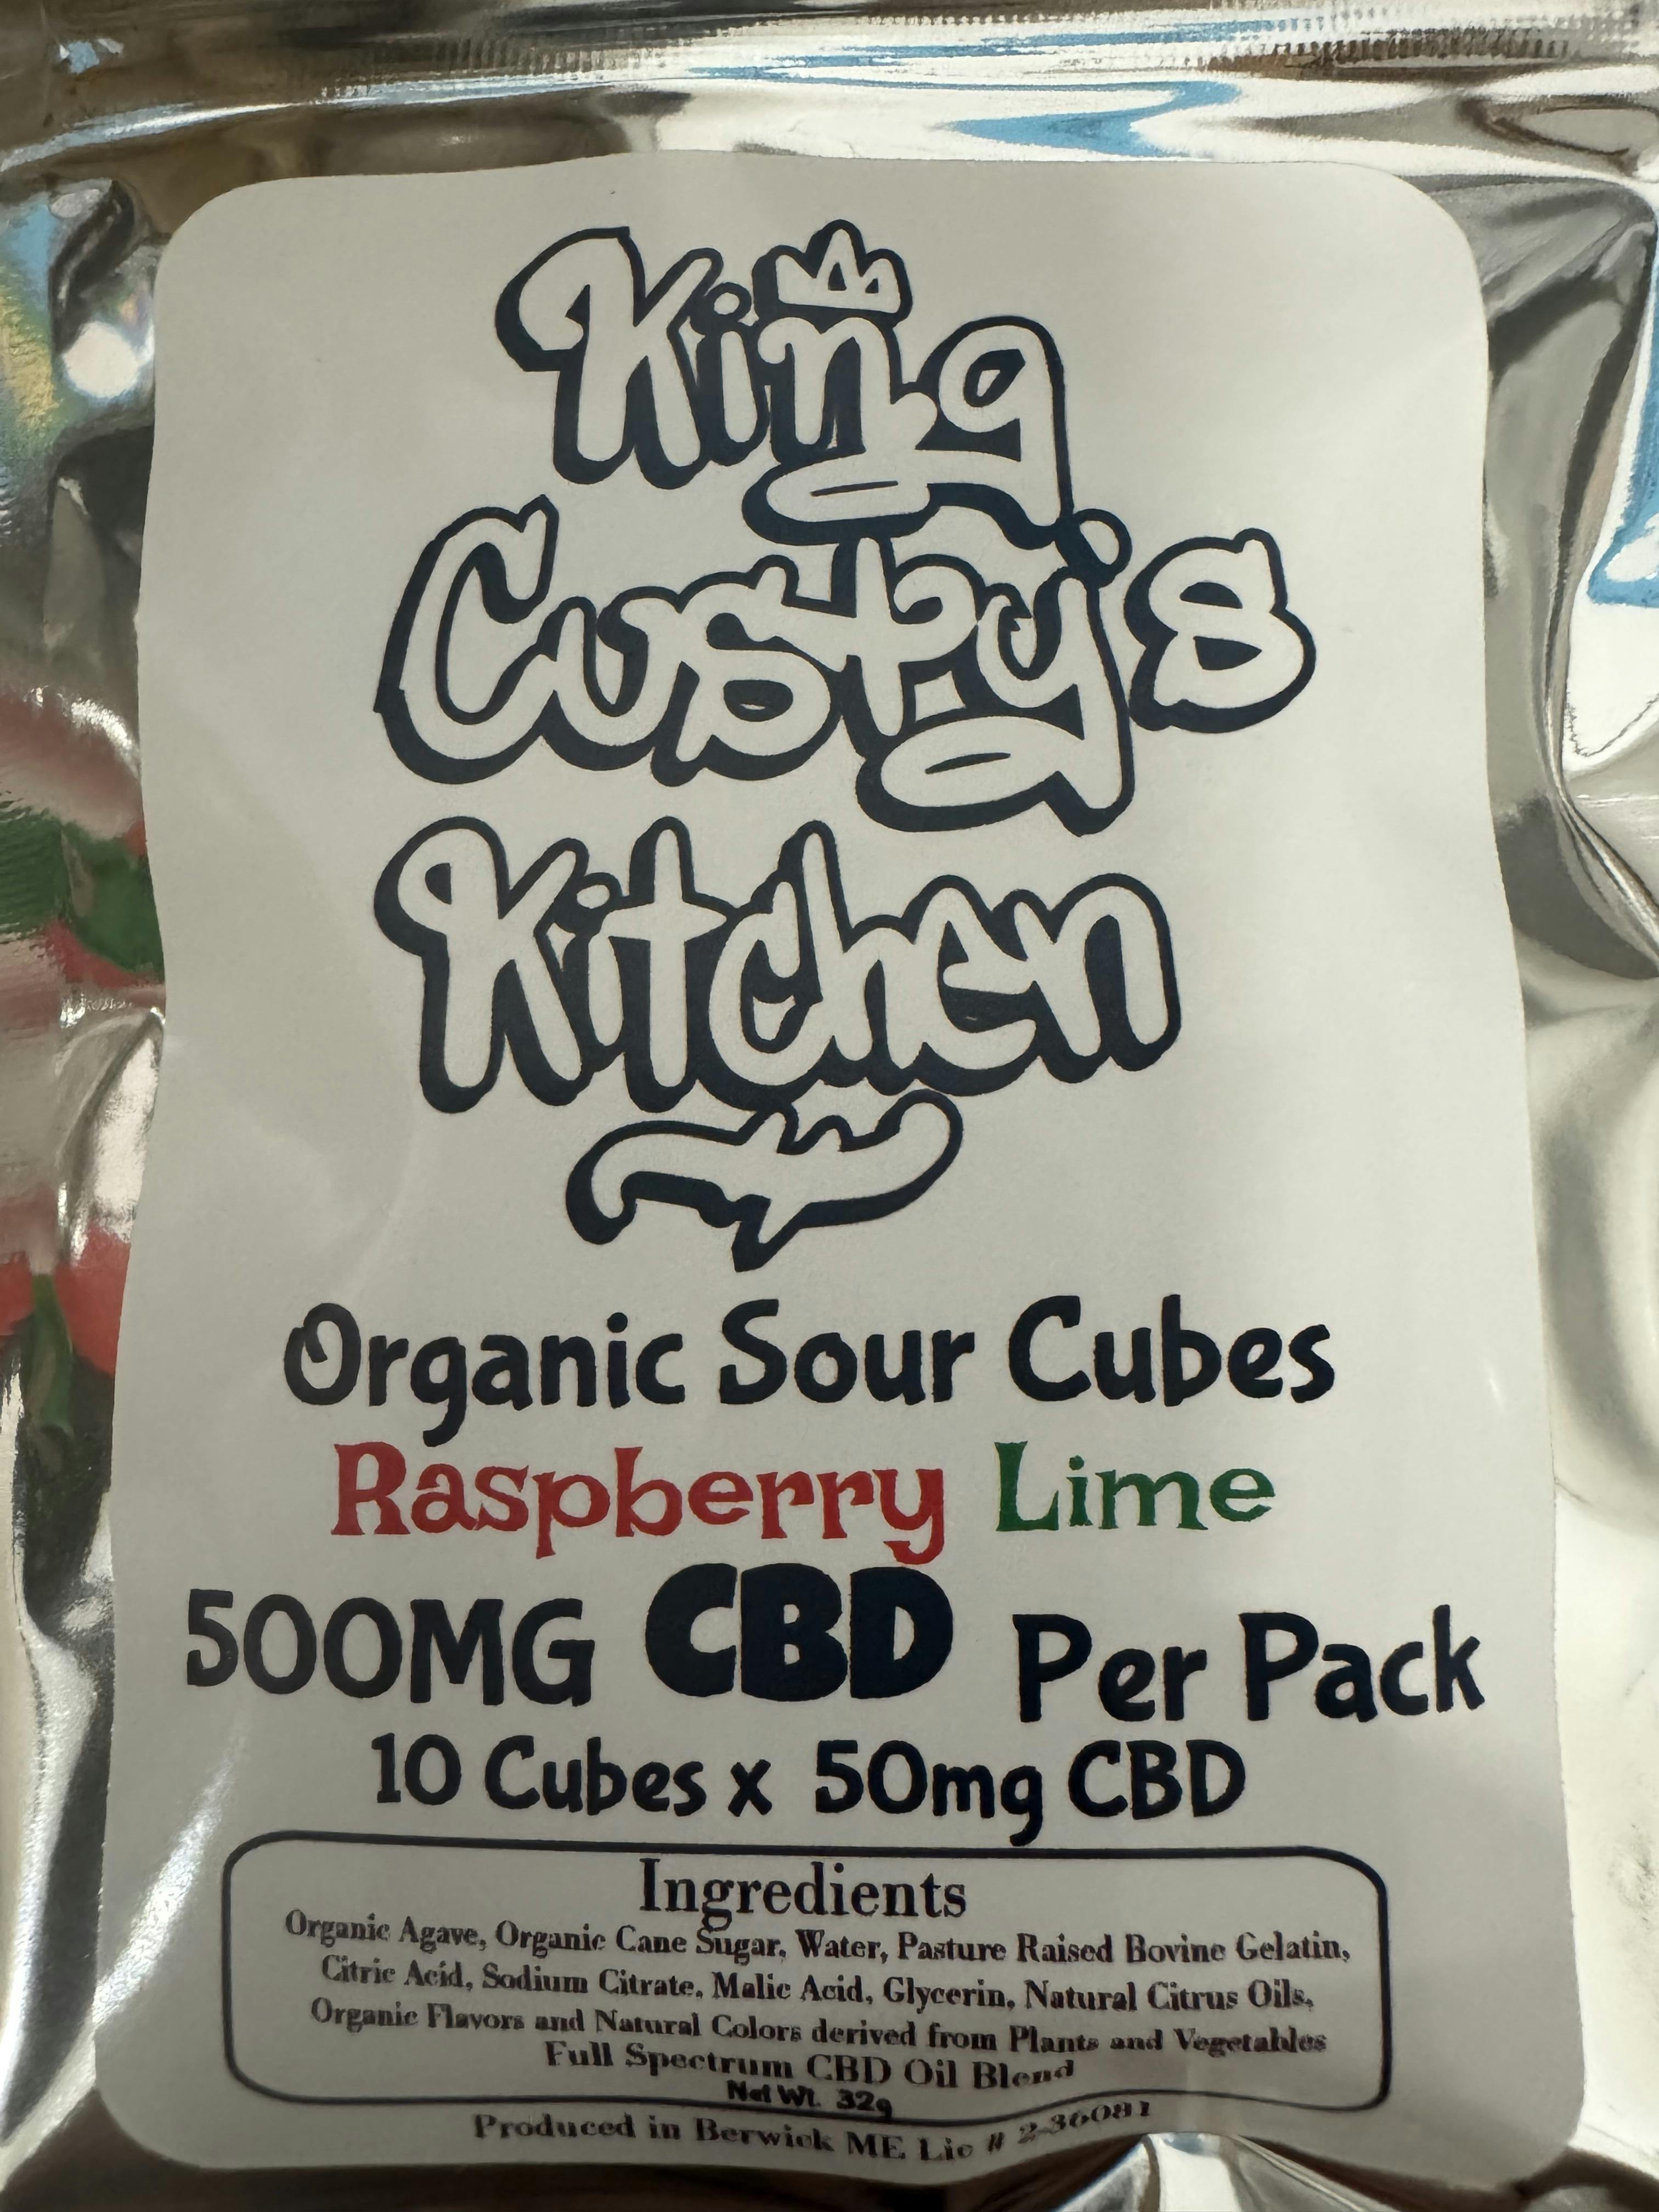 King
Custy's
Kitchen
Organic Sour Cubes
Raspberry Lime
500MG CBD Per Pack
10 Cubes x 50mg CBD
Ingredients
Organic Agave, Organic Cane Sugar, Water, Pasture Raised Bovine Gelatin,
Citric Acid, Sodium Citrate, Malic Acid, Glycerin, Natural Citrus Oils,
Organic Flavors and Natural Colors derived from Plants and Vegetables
Full Spectrum CBD Oil Blend
Net Wt. 32g
Produced in Berwick ME Lic # 2-36081